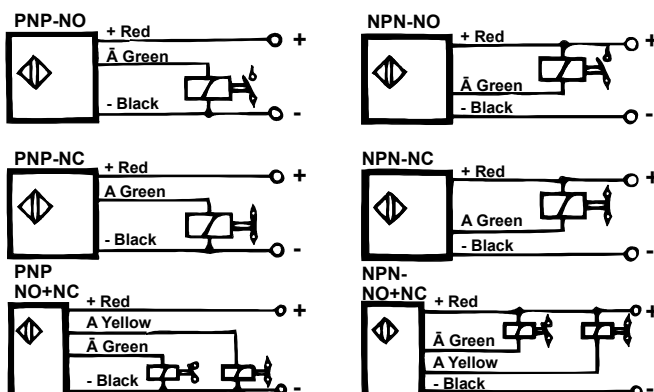 PNP-NO
+ Red
+
Ā Green
- Black
-
NPN-NO
+ Red
+
Ā Green
- Black
-
PNP-NC
+ Red
+
A Green
- Black
-
NPN-NC
+ Red
+
A Green
- Black
-
PNP
NO+NC
+ Red
+
A Yellow
Ā Green
- Black
-
NPN-
NO+NC
+ Red
+
Ā Green
A Yellow
- Black
-